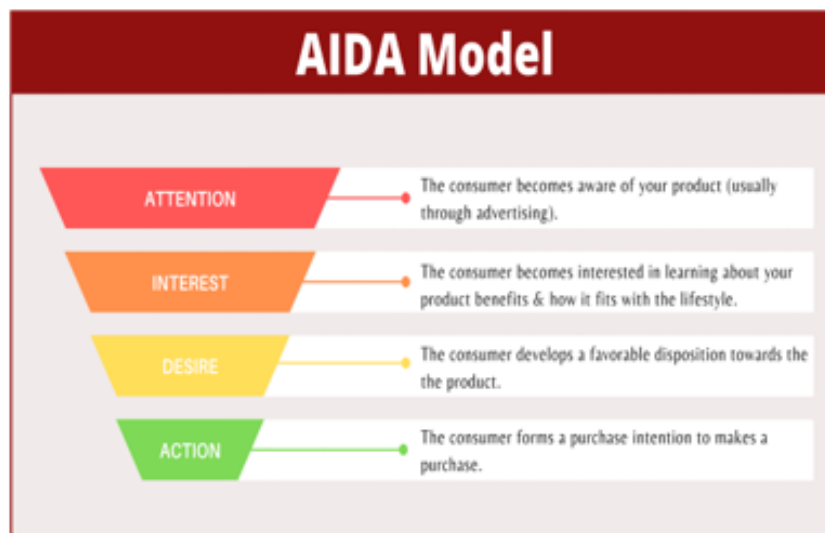 AIDA Model
ATTENTION
The consumer becomes aware of your product (usually
through advertising).
INTEREST
The consumer becomes interested in learning about your
product benefits & how it fits with the lifestyle.
DESIRE
The consumer develops a favorable disposition towards the
the product.
ACTION
The consumer forms a purchase intention to makes a
purchase.